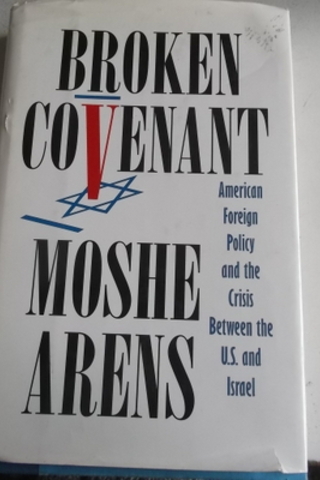 BROKEN
COVENANT
American
Foreign
Policy
and the
Crisis
Between the
U.S. and
Israel
MOSHE
ARENS